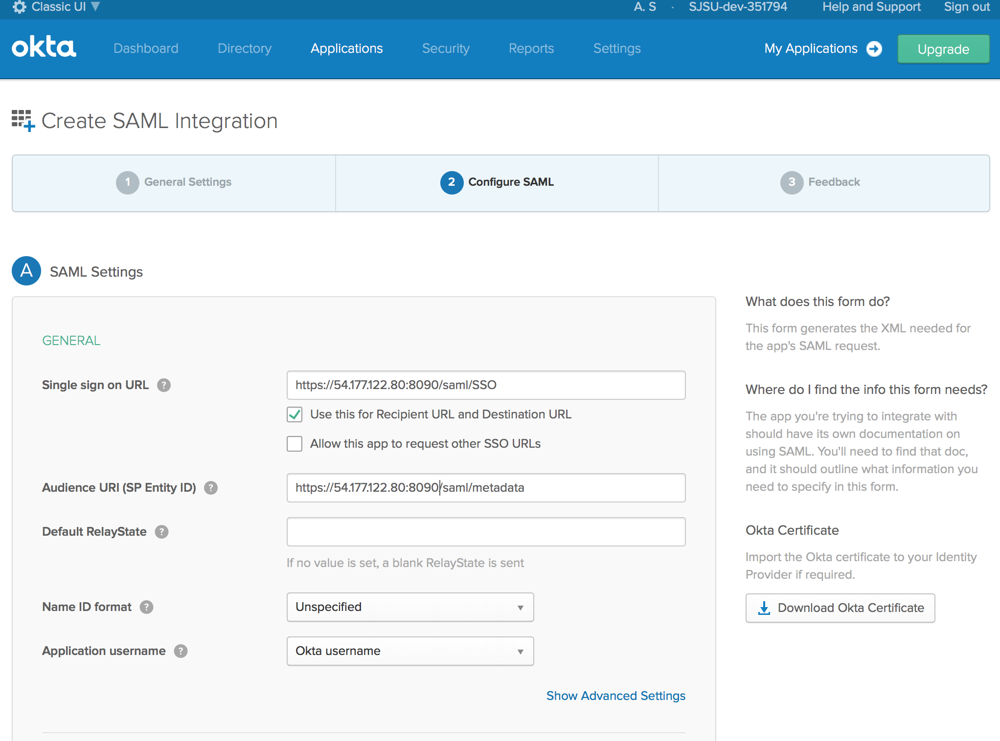 Classic UI ▼
A. S · SJSU-dev-351794 Help and Support Sign out
okta Dashboard Directory Applications Security Reports Settings My Applications Upgrade
Create SAML Integration
1 General Settings
2 Configure SAML
3 Feedback
A SAML Settings
GENERAL
Single sign on URL ?
https://54.177.122.80:8090/saml/SSO
Use this for Recipient URL and Destination URL
Allow this app to request other SSO URLs
Audience URI (SP Entity ID) ?
https://54.177.122.80:8090/saml/metadata
Default RelayState ?
If no value is set, a blank RelayState is sent
Name ID format ?
Unspecified ▼
Application username ?
Okta username ▼
Show Advanced Settings
What does this form do?
This form generates the XML needed for
the app's SAML request.
Where do I find the info this form needs?
The app you're trying to integrate with
should have its own documentation on
using SAML. You'll need to find that doc,
and it should outline what information you
need to specify in this form.
Okta Certificate
Import the Okta certificate to your Identity
Provider if required.
Download Okta Certificate